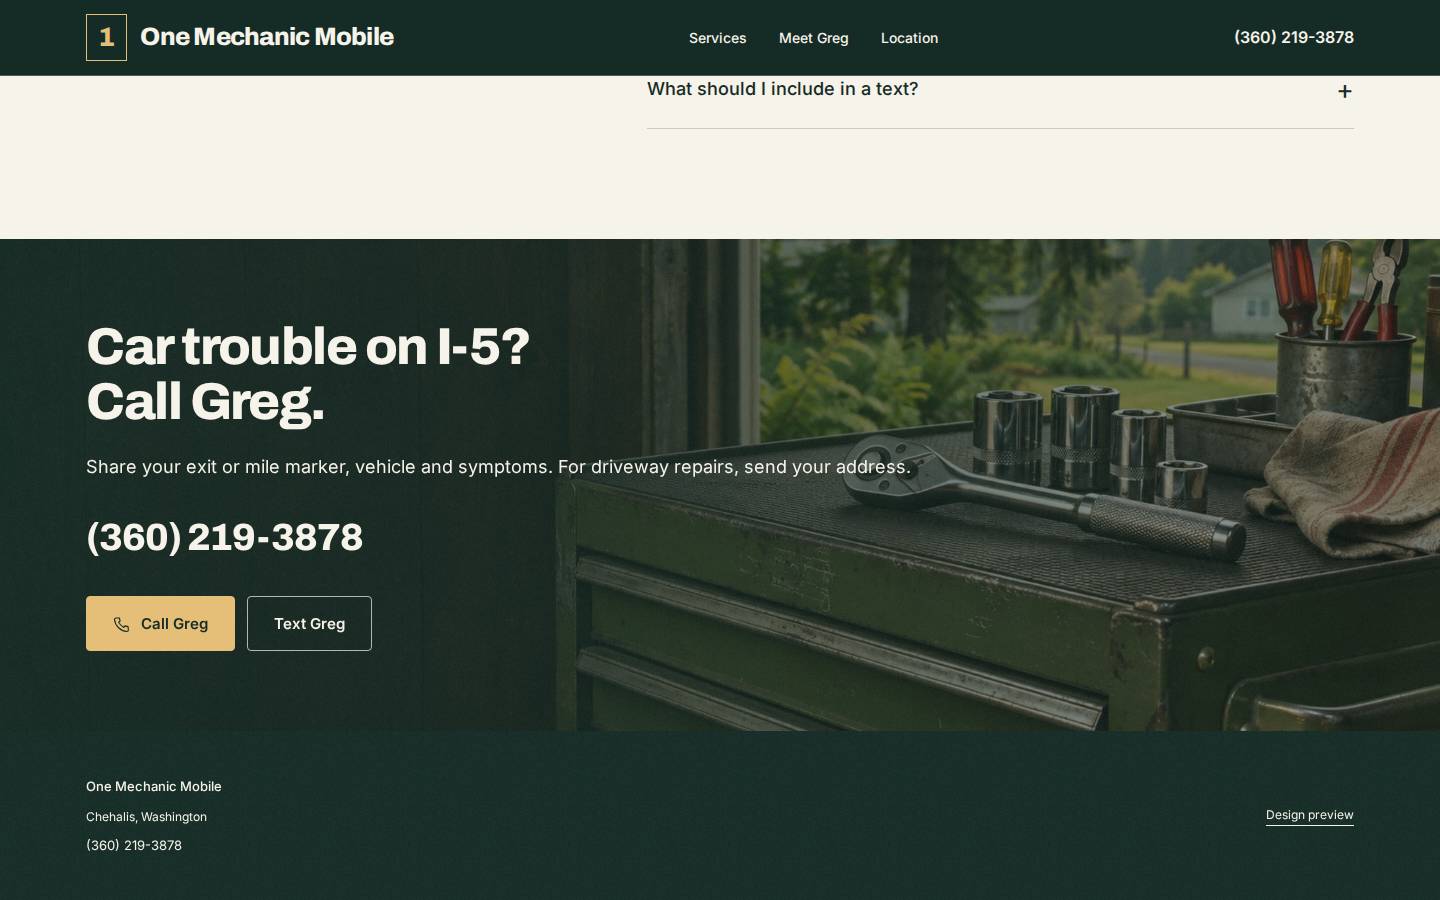 1 One Mechanic Mobile
Services Meet Greg Location
(360) 219-3878
What should I include in a text? +
Car trouble on I-5?
Call Greg.
Share your exit or mile marker, vehicle and symptoms. For driveway repairs, send your address.
(360) 219-3878
Call Greg
Text Greg
One Mechanic Mobile
Chehalis, Washington
(360) 219-3878
Design preview